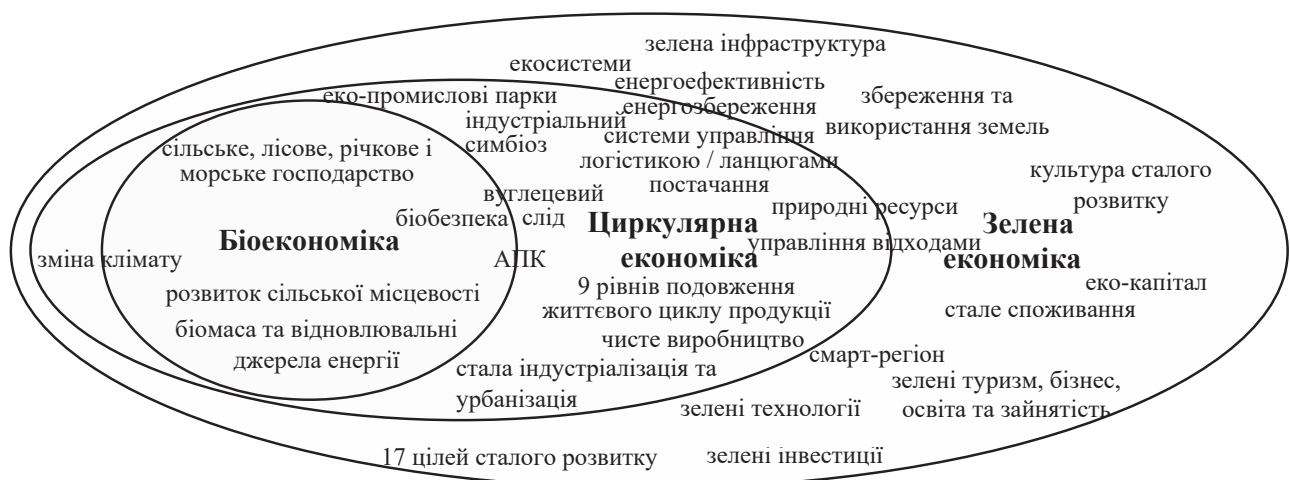 зелена інфраструктура
екосистеми
енергоефективність
еко-промислові парки
енергозбереження
збереження та
використання земель
індустріальний
симбіоз
системи управління
логістикою / ланцюгами
постачання
сільське, лісове, річкове і
морське господарство
культура сталого
розвитку
вуглецевий
слід
біобезпека
природні ресурси
Біоекономіка
Циркулярна
економіка
Зелена
економіка
управління відходами
зміна клімату
АПК
9 рівнів подовження
життєвого циклу продукції
еко-капітал
стале споживання
розвиток сільської місцевості
біомаса та відновлювальні
джерела енергії
чисте виробництво
смарт-регіон
стала індустріалізація та
урбанізація
зелені туризм, бізнес,
освіта та зайнятість
зелені технології
17 цілей сталого розвитку
зелені інвестиції